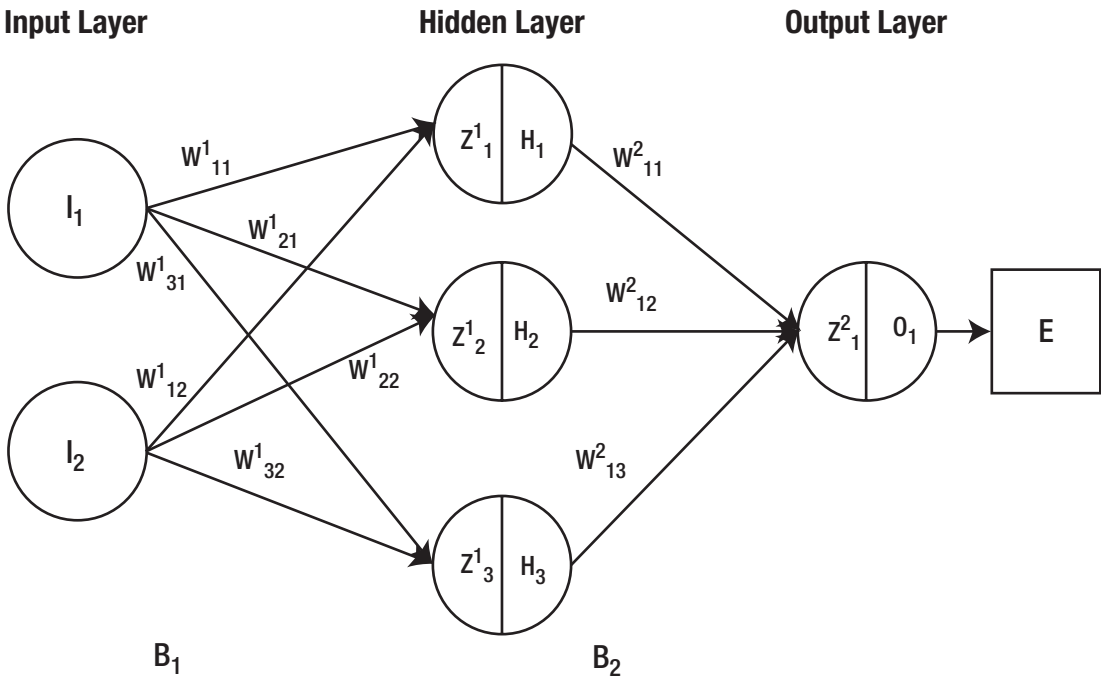 Input Layer
Hidden Layer
Output Layer
I₁
I₂
W¹₁₁
W¹₂₁
W¹₃₁
W¹₁₂
W¹₂₂
W¹₃₂
Z¹₁ H₁
Z¹₂ H₂
Z¹₃ H₃
W²₁₁
W²₁₂
W²₁₃
Z²₁ O₁
E
B₁
B₂